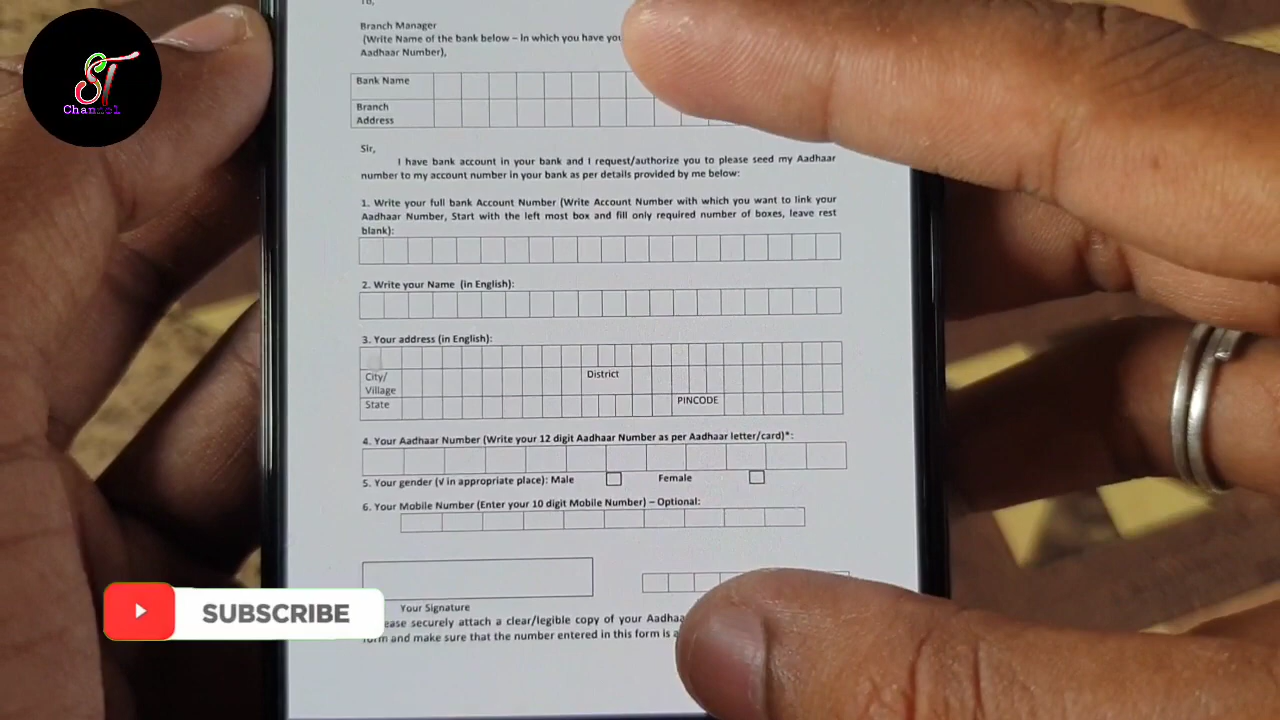 ST
Channel
To,
Branch Manager
(Write Name of the bank below – In which you have
Aadhaar Number),
Bank Name
Branch
Address
Sir,
I have bank account in your bank and I request/authorize you to please seed my Aadhaar
number to my account number in your bank as per details provided by me below:
1. Write your full bank Account Number (Write Account Number with which you want to link your
Aadhaar Number, Start with the left most box and fill only required number of boxes, leave rest
blank):
2. Write your Name (in English):
3. Your address (in English):
City/
Village
District
State
PINCODE
4. Your Aadhaar Number (Write your 12 digit Aadhaar Number as per Aadhaar letter/card)*:
5. Your gender (√ in appropriate place): Male Female
6. Your Mobile Number (Enter your 10 digit Mobile Number) – Optional:
Your Signature
securely attach a clear/legible copy of your
and make sure that the number entered in this form is
SUBSCRIBE